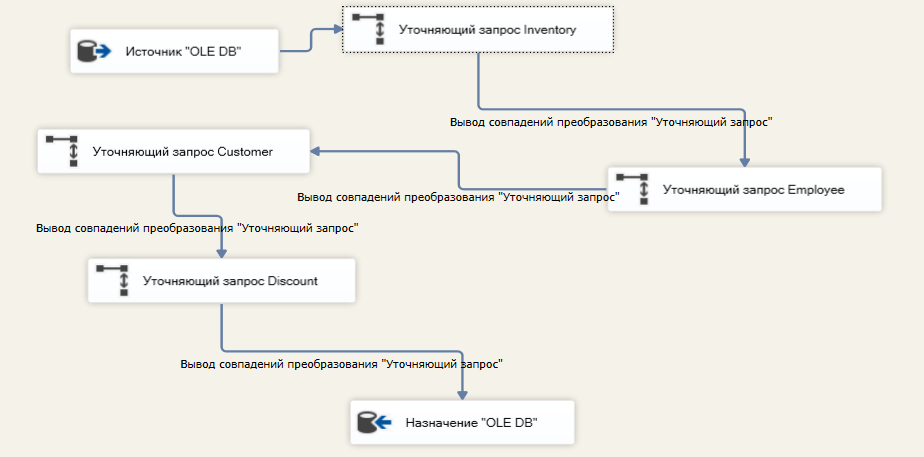 Источник "OLE DB"
Уточняющий запрос Inventory
Вывод совпадений преобразования "Уточняющий запрос"
Уточняющий запрос Employee
Вывод совпадений преобразования "Уточняющий запрос"
Уточняющий запрос Customer
Вывод совпадений преобразования "Уточняющий запрос"
Уточняющий запрос Discount
Вывод совпадений преобразования "Уточняющий запрос"
Назначение "OLE DB"